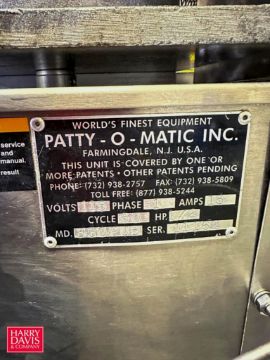 service
and
manual.
result
WORLD'S FINEST EQUIPMENT
PATTY-O-MATIC INC.
FARMINGDALE, N.J. U.S.A.
THIS UNIT IS COVERED BY ONE OR
MORE PATENTS • OTHER PATENTS PENDING
PHONE: (732) 938-2757 FAX: (732) 938-5809
TOLL FREE: (877) 938-5244
VOLTS PHASE AMPS
CYCLE HP.
MD. SER.
HARRY
DAVIS
& COMPANY